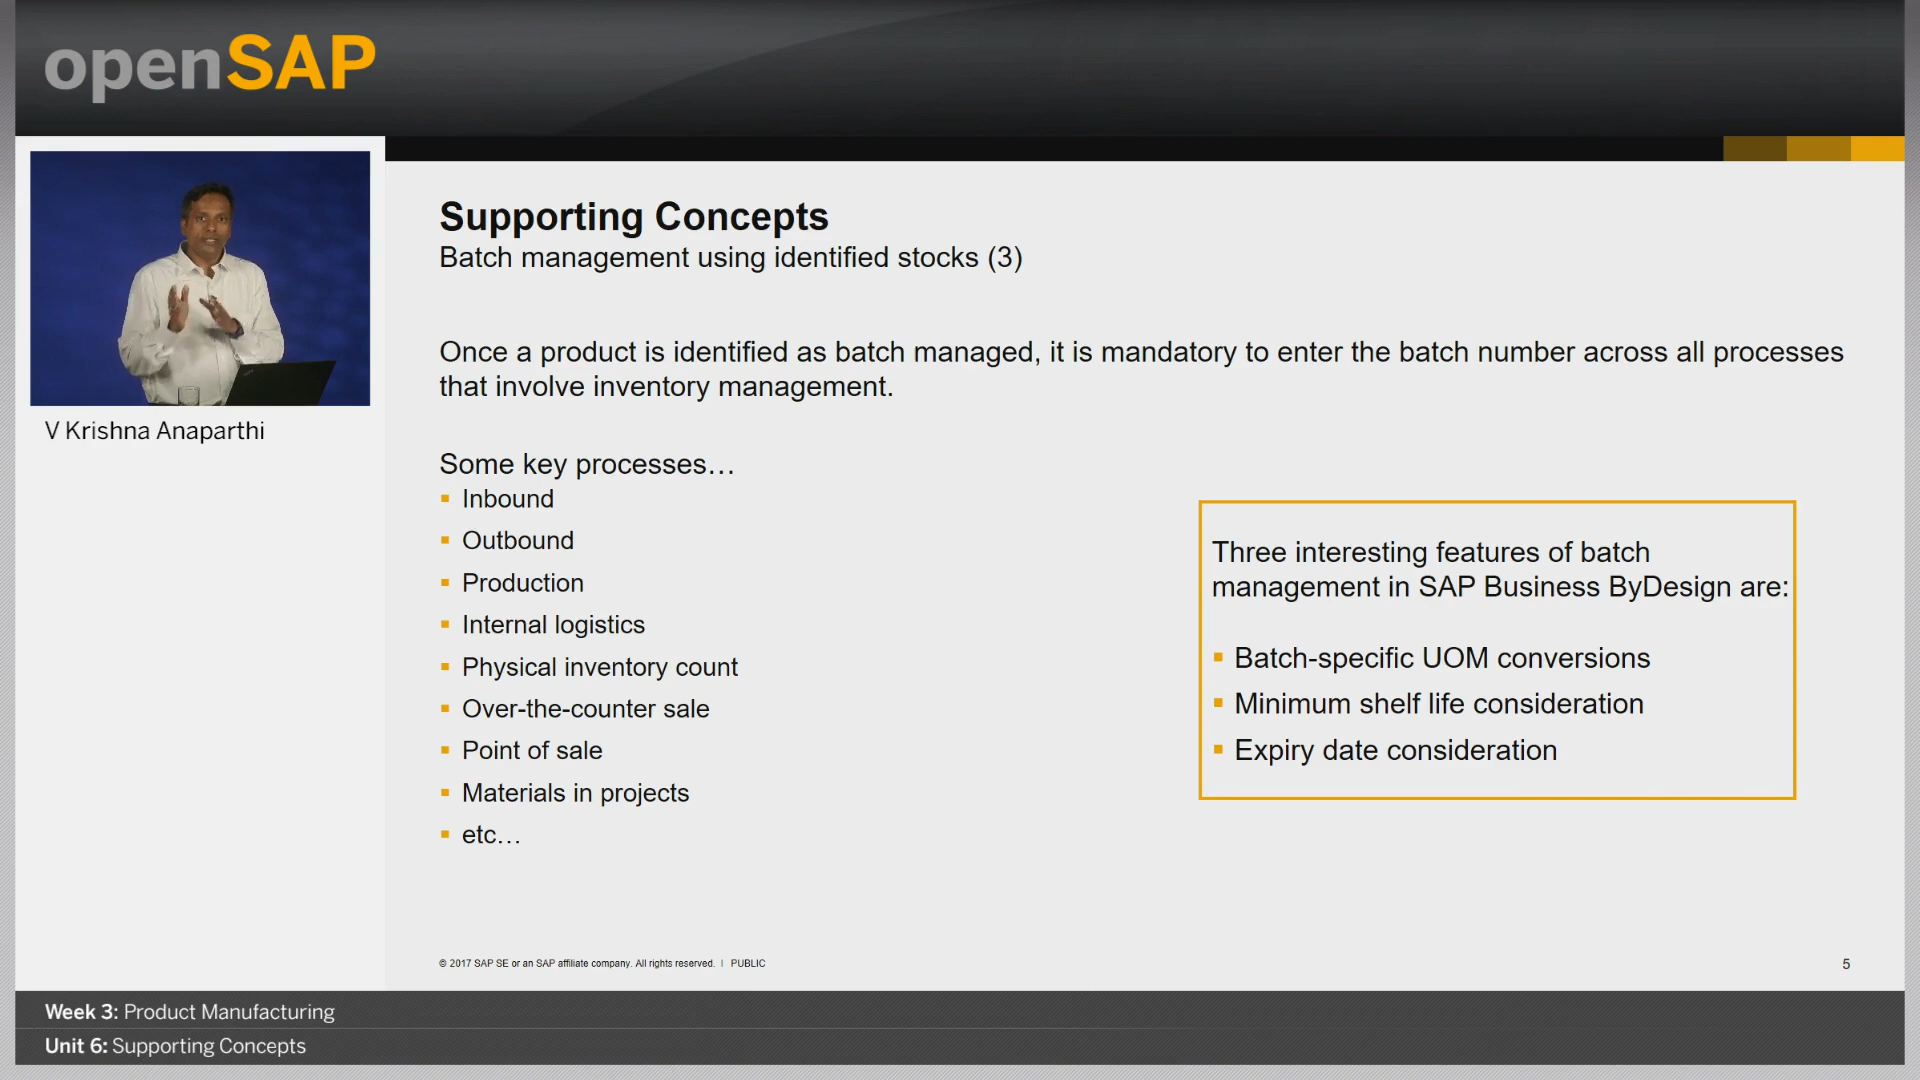 openSAP
V Krishna Anaparthi
Supporting Concepts
Batch management using identified stocks (3)
Once a product is identified as batch managed, it is mandatory to enter the batch number across all processes
that involve inventory management.
Some key processes…
▪ Inbound
▪ Outbound
▪ Production
▪ Internal logistics
▪ Physical inventory count
▪ Over-the-counter sale
▪ Point of sale
▪ Materials in projects
▪ etc…
Three interesting features of batch
management in SAP Business ByDesign are:
▪ Batch-specific UOM conversions
▪ Minimum shelf life consideration
▪ Expiry date consideration
© 2017 SAP SE or an SAP affiliate company. All rights reserved. I PUBLIC
5
Week 3: Product Manufacturing
Unit 6: Supporting Concepts